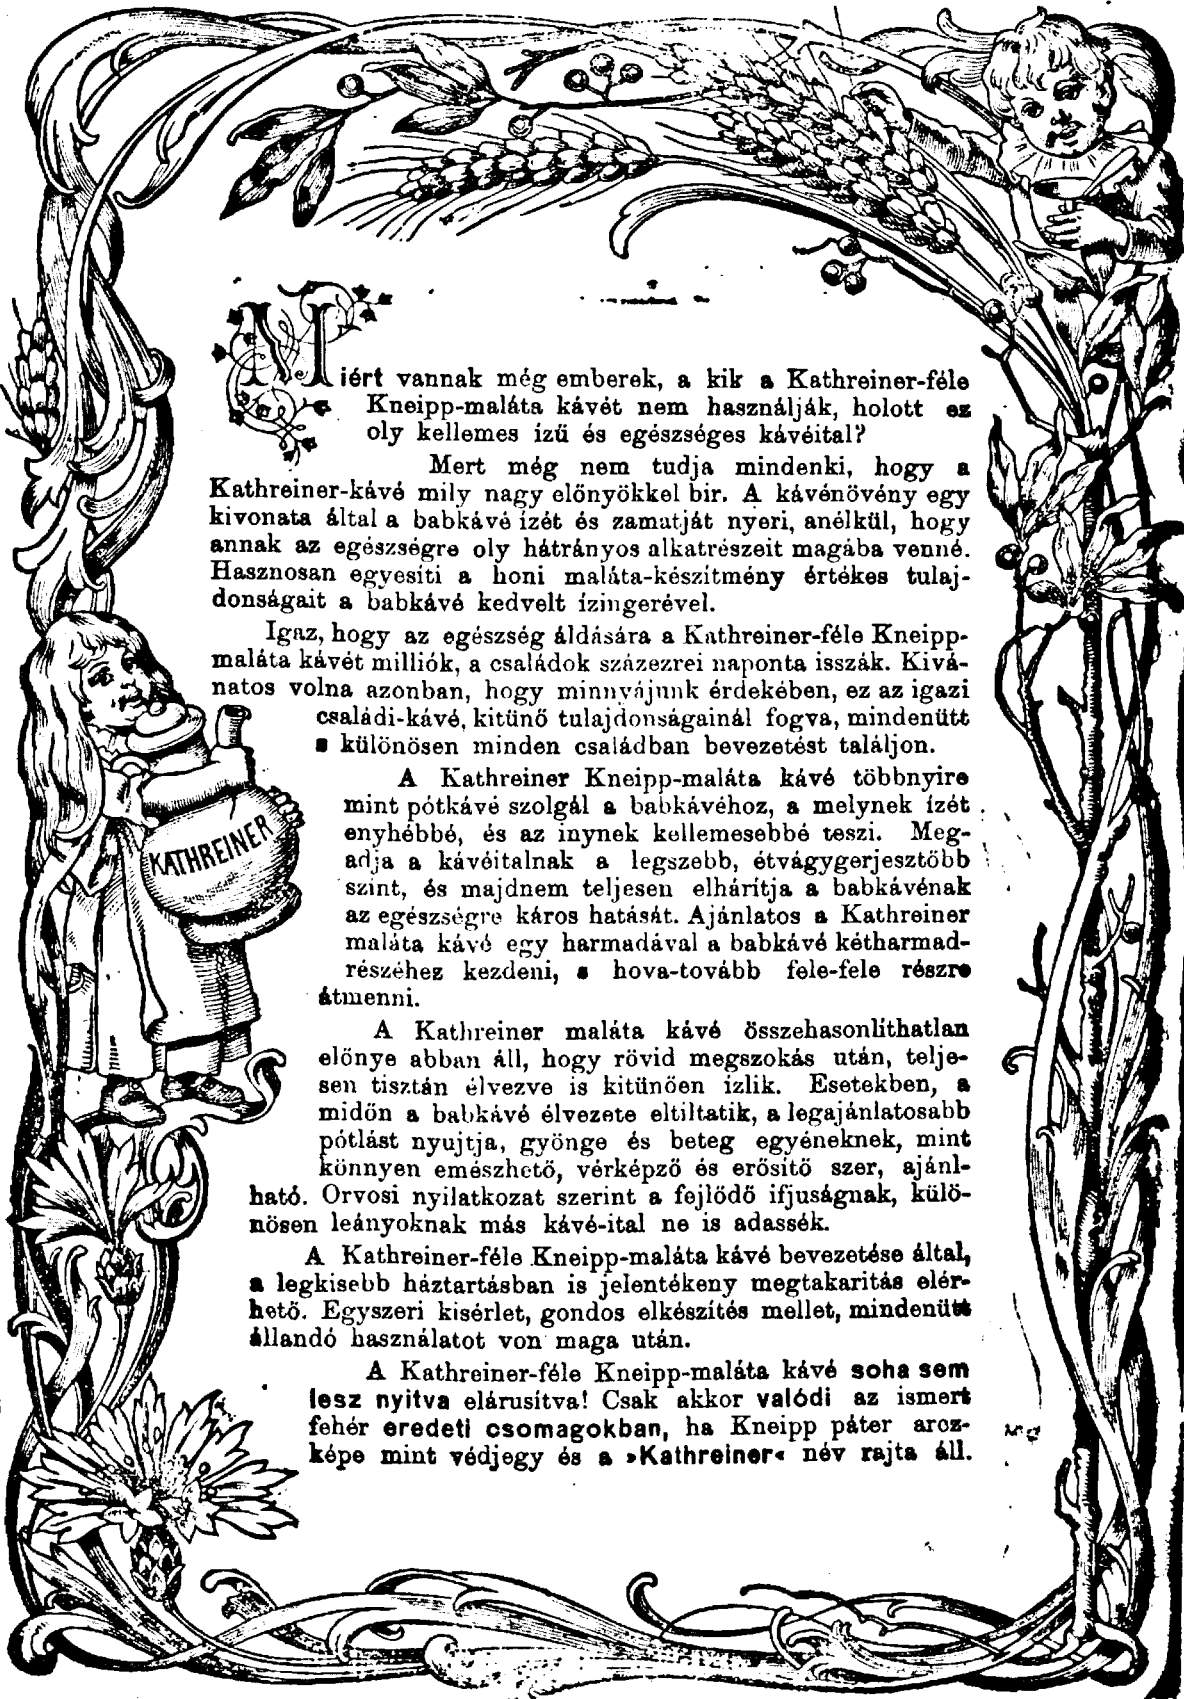 Miért vannak még emberek, a kik a Kathreiner-féle
Kneipp-maláta kávét nem használják, holott ez
oly kellemes ízü és egészséges kávéital?
Mert még nem tudja mindenki, hogy a
Kathreiner-kávé mily nagy előnyökkel bir. A kávénövény egy
kivonata által a babkávé ízét és zamatját nyeri, anélkül, hogy
annak az egészségre oly hátrányos alkatrészeit magába venné.
Hasznosan egyesíti a honi maláta-készítmény értékes tulaj-
donságait a babkávé kedvelt ízingerével.
Igaz, hogy az egészség áldására a Kathreiner-féle Kneipp-
maláta kávét milliók, a családok százezrei naponta isszák. Kivá-
natos volna azonban, hogy minnyájunk érdekében, ez az igazi
családi-kávé, kitünő tulajdonságainál fogva, mindenütt
s különösen minden családban bevezetést találjon.
A Kathreiner Kneipp-maláta kávé többnyire
mint pótkávé szolgál a babkávéhoz, a melynek ízét
enyhébbé, és az inynek kellemesebbé teszi. Meg-
adja a kávéitalnak a legszebb, étvágygerjesztőbb
szint, és majdnem teljesen elhárítja a babkávénak
az egészségre káros hatását. Ajánlatos a Kathreiner
maláta kávé egy harmadával a babkávé kétharmad-
részéhez kezdeni, s hova-tovább fele-fele részre
átmenni.
A Kathreiner maláta kávé összehasonlíthatlan
előnye abban áll, hogy rövid megszokás után, telje-
sen tisztán élvezve is kitünően izlik. Esetekben, a
midőn a babkávé élvezete eltiltatik, a legajánlatosabb
pótlást nyujtja, gyönge és beteg egyéneknek, mint
könnyen emészhető, vérképző és erősitő szer, ajánl-
ható. Orvosi nyilatkozat szerint a fejlődő ifjuságnak, külö-
nösen leányoknak más kávé-ital ne is adassék.
A Kathreiner-féle Kneipp-maláta kávé bevezetése által,
a legkisebb háztartásban is jelentékeny megtakaritás elér-
hető. Egyszeri kisérlet, gondos elkészítés mellet, mindenütt
állandó használatot von maga után.
A Kathreiner-féle Kneipp-maláta kávé soha sem
lesz nyitva elárusítva! Csak akkor valódi az ismert
fehér eredeti csomagokban, ha Kneipp páter arcz-
képe mint védjegy és a »Kathreiner« név rajta áll.
KATHREINER